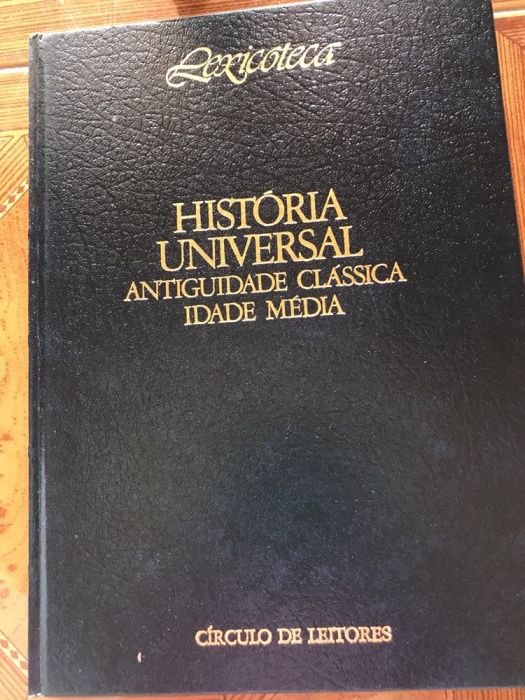 Lexicoteca
HISTÓRIA
UNIVERSAL
ANTIGUIDADE CLÁSSICA
IDADE MÉDIA
CÍRCULO DE LEITORES